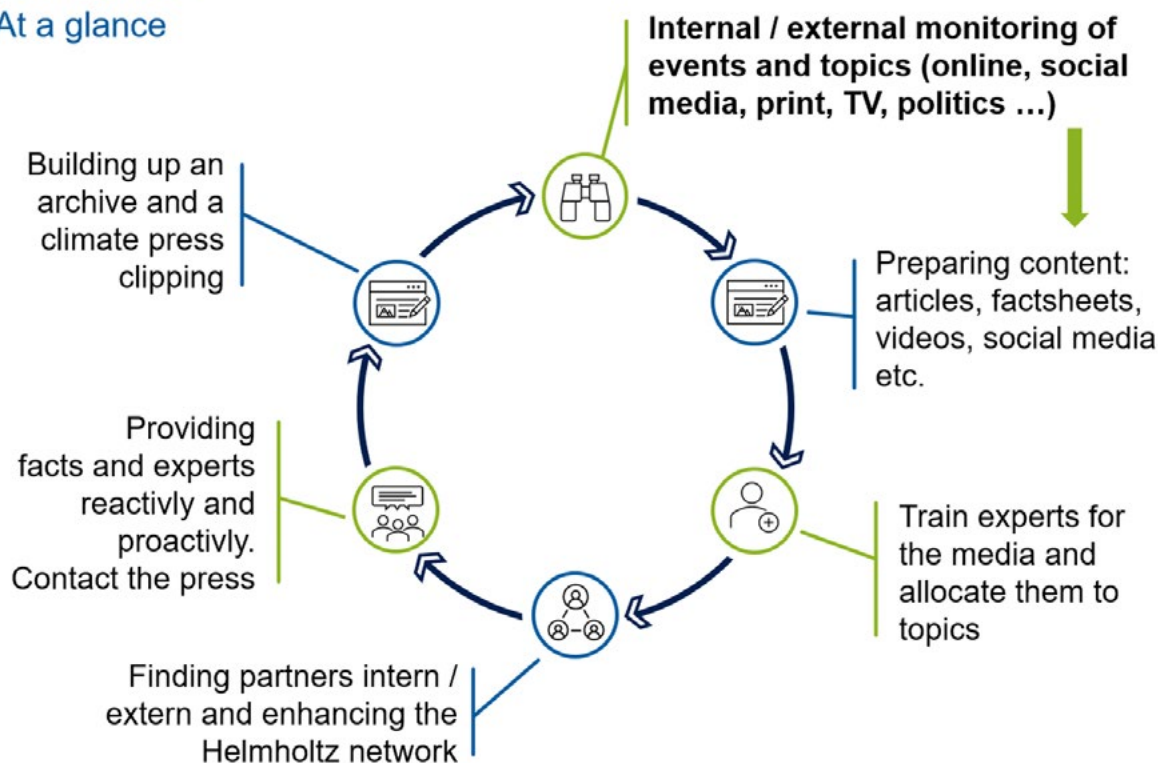 At a glance
Internal / external monitoring of
events and topics (online, social
media, print, TV, politics ...)
Preparing content:
articles, factsheets,
videos, social media
etc.
Train experts for
the media and
allocate them to
topics
Finding partners intern /
extern and enhancing the
Helmholtz network
Providing
facts and experts
reactivly and
proactivly.
Contact the press
Building up an
archive and a
climate press
clipping